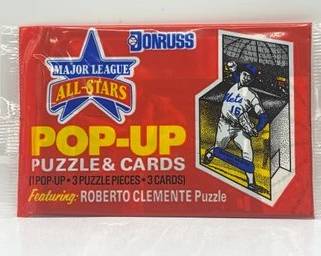 DONRUSS
MAJOR LEAGUE
ALL-STARS
Mets
16
POP-UP
PUZZLE & CARDS
(1 POP-UP • 3 PUZZLE PIECES • 3 CARDS)
Featuring: ROBERTO CLEMENTE Puzzle